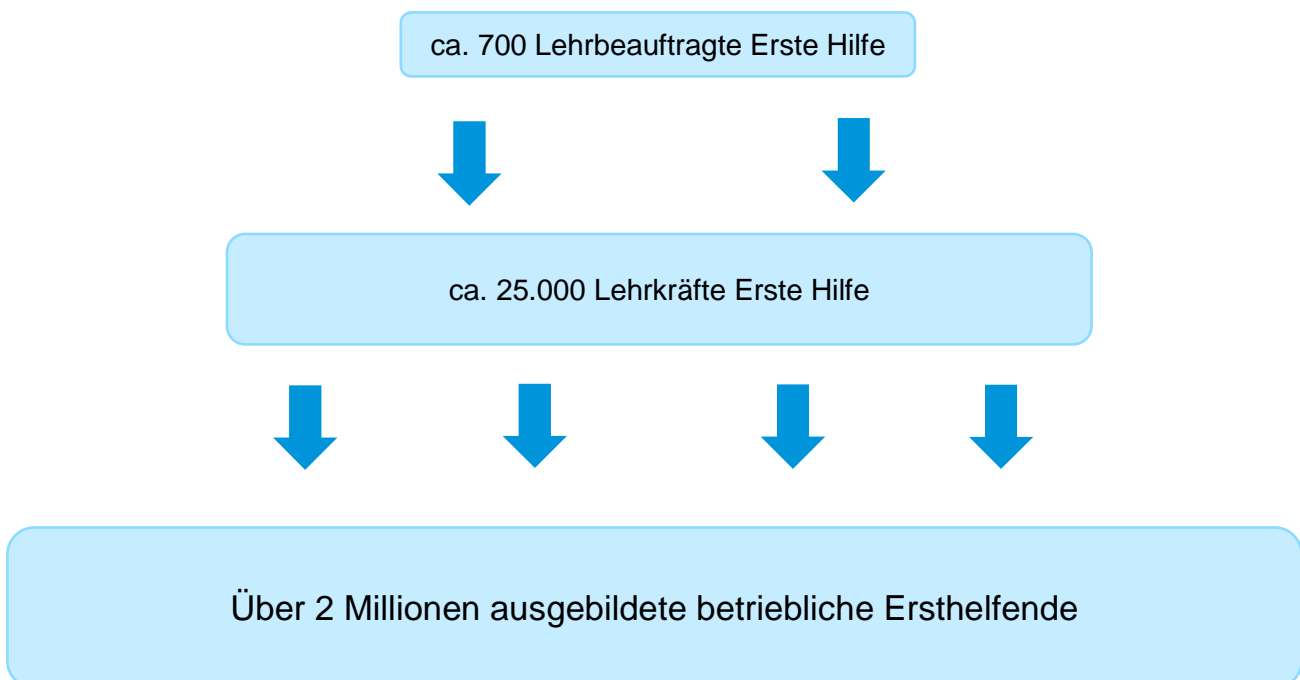 ca. 700 Lehrbeauftragte Erste Hilfe
ca. 25.000 Lehrkräfte Erste Hilfe
Über 2 Millionen ausgebildete betriebliche Ersthelfende